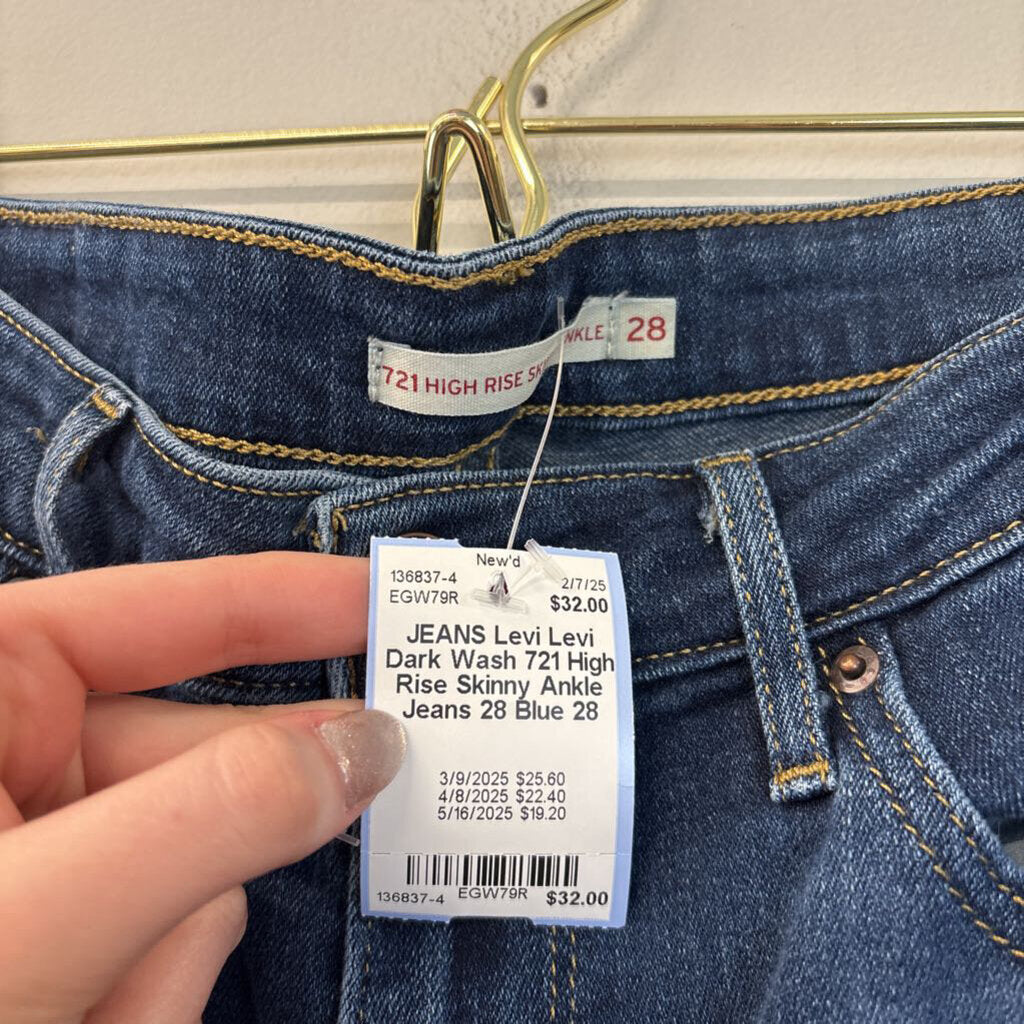 721 HIGH RISE
28
New'd
136837-4 2/7/25
EGW79R $32.00
JEANS Levi Levi
Dark Wash 721 High
Rise Skinny Ankle
Jeans 28 Blue 28
3/9/2025 $25.60
4/8/2025 $22.40
5/16/2025 $19.20
136837-4 EGW79R $32.00